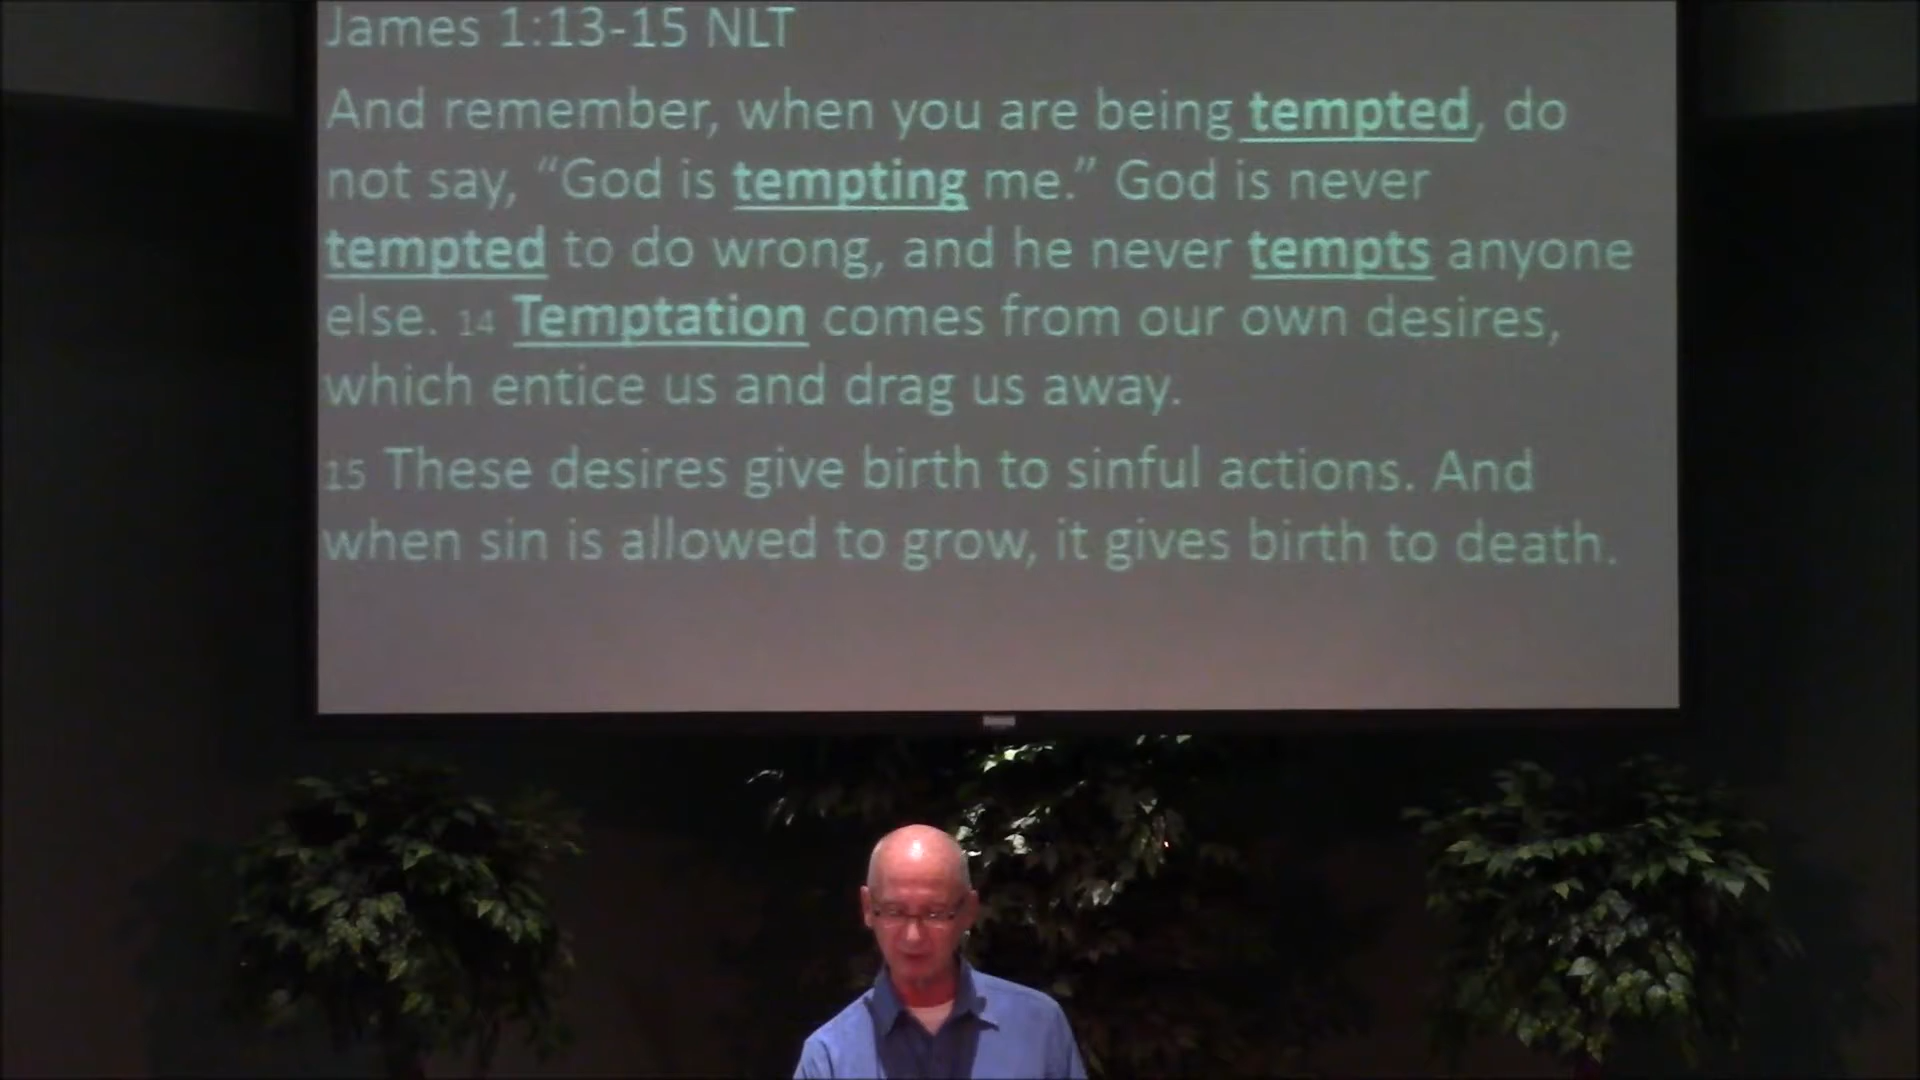 James 1:13-15 NLT
And remember, when you are being tempted, do
not say, “God is tempting me.” God is never
tempted to do wrong, and he never tempts anyone
else. 14 Temptation comes from our own desires,
which entice us and drag us away.
15 These desires give birth to sinful actions. And
when sin is allowed to grow, it gives birth to death.